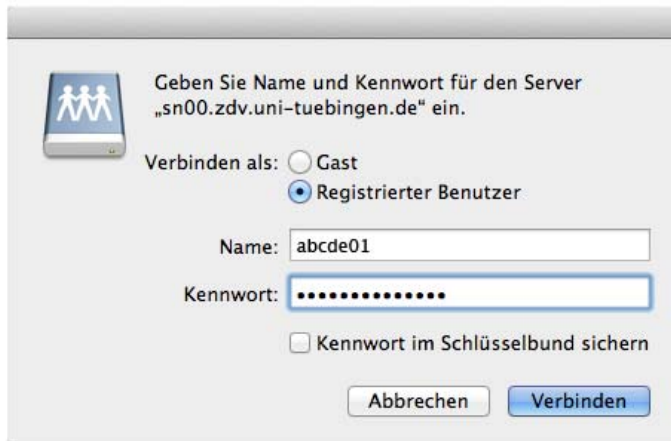 Geben Sie Name und Kennwort für den Server
„sn00.zdv.uni-tuebingen.de“ ein.
Verbinden als: Gast
Registrierter Benutzer
Name: abcde01
Kennwort: ••••••••••••••
Kennwort im Schlüsselbund sichern
Abbrechen Verbinden